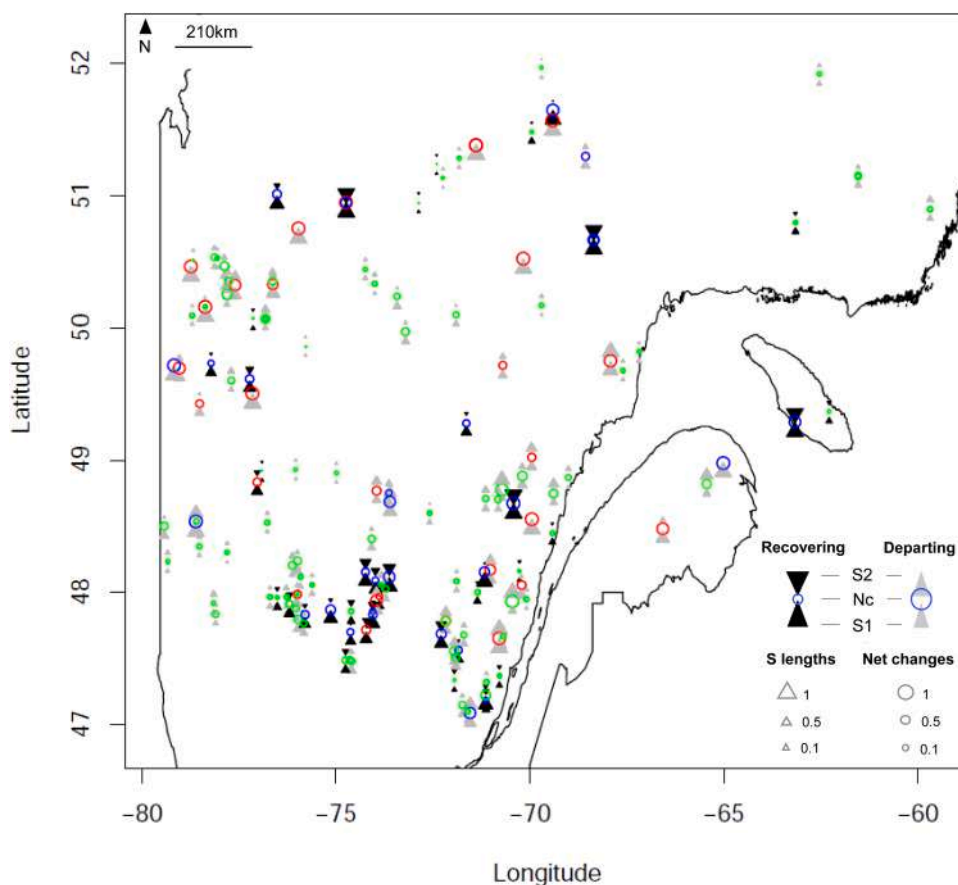 210km
N
52
51
50
49
48
47
Latitude
Recovering Departing
S2
Nc
S1
S lengths Net changes
1 1
0.5 0.5
0.1 0.1
−80 −75 −70 −65 −60
Longitude